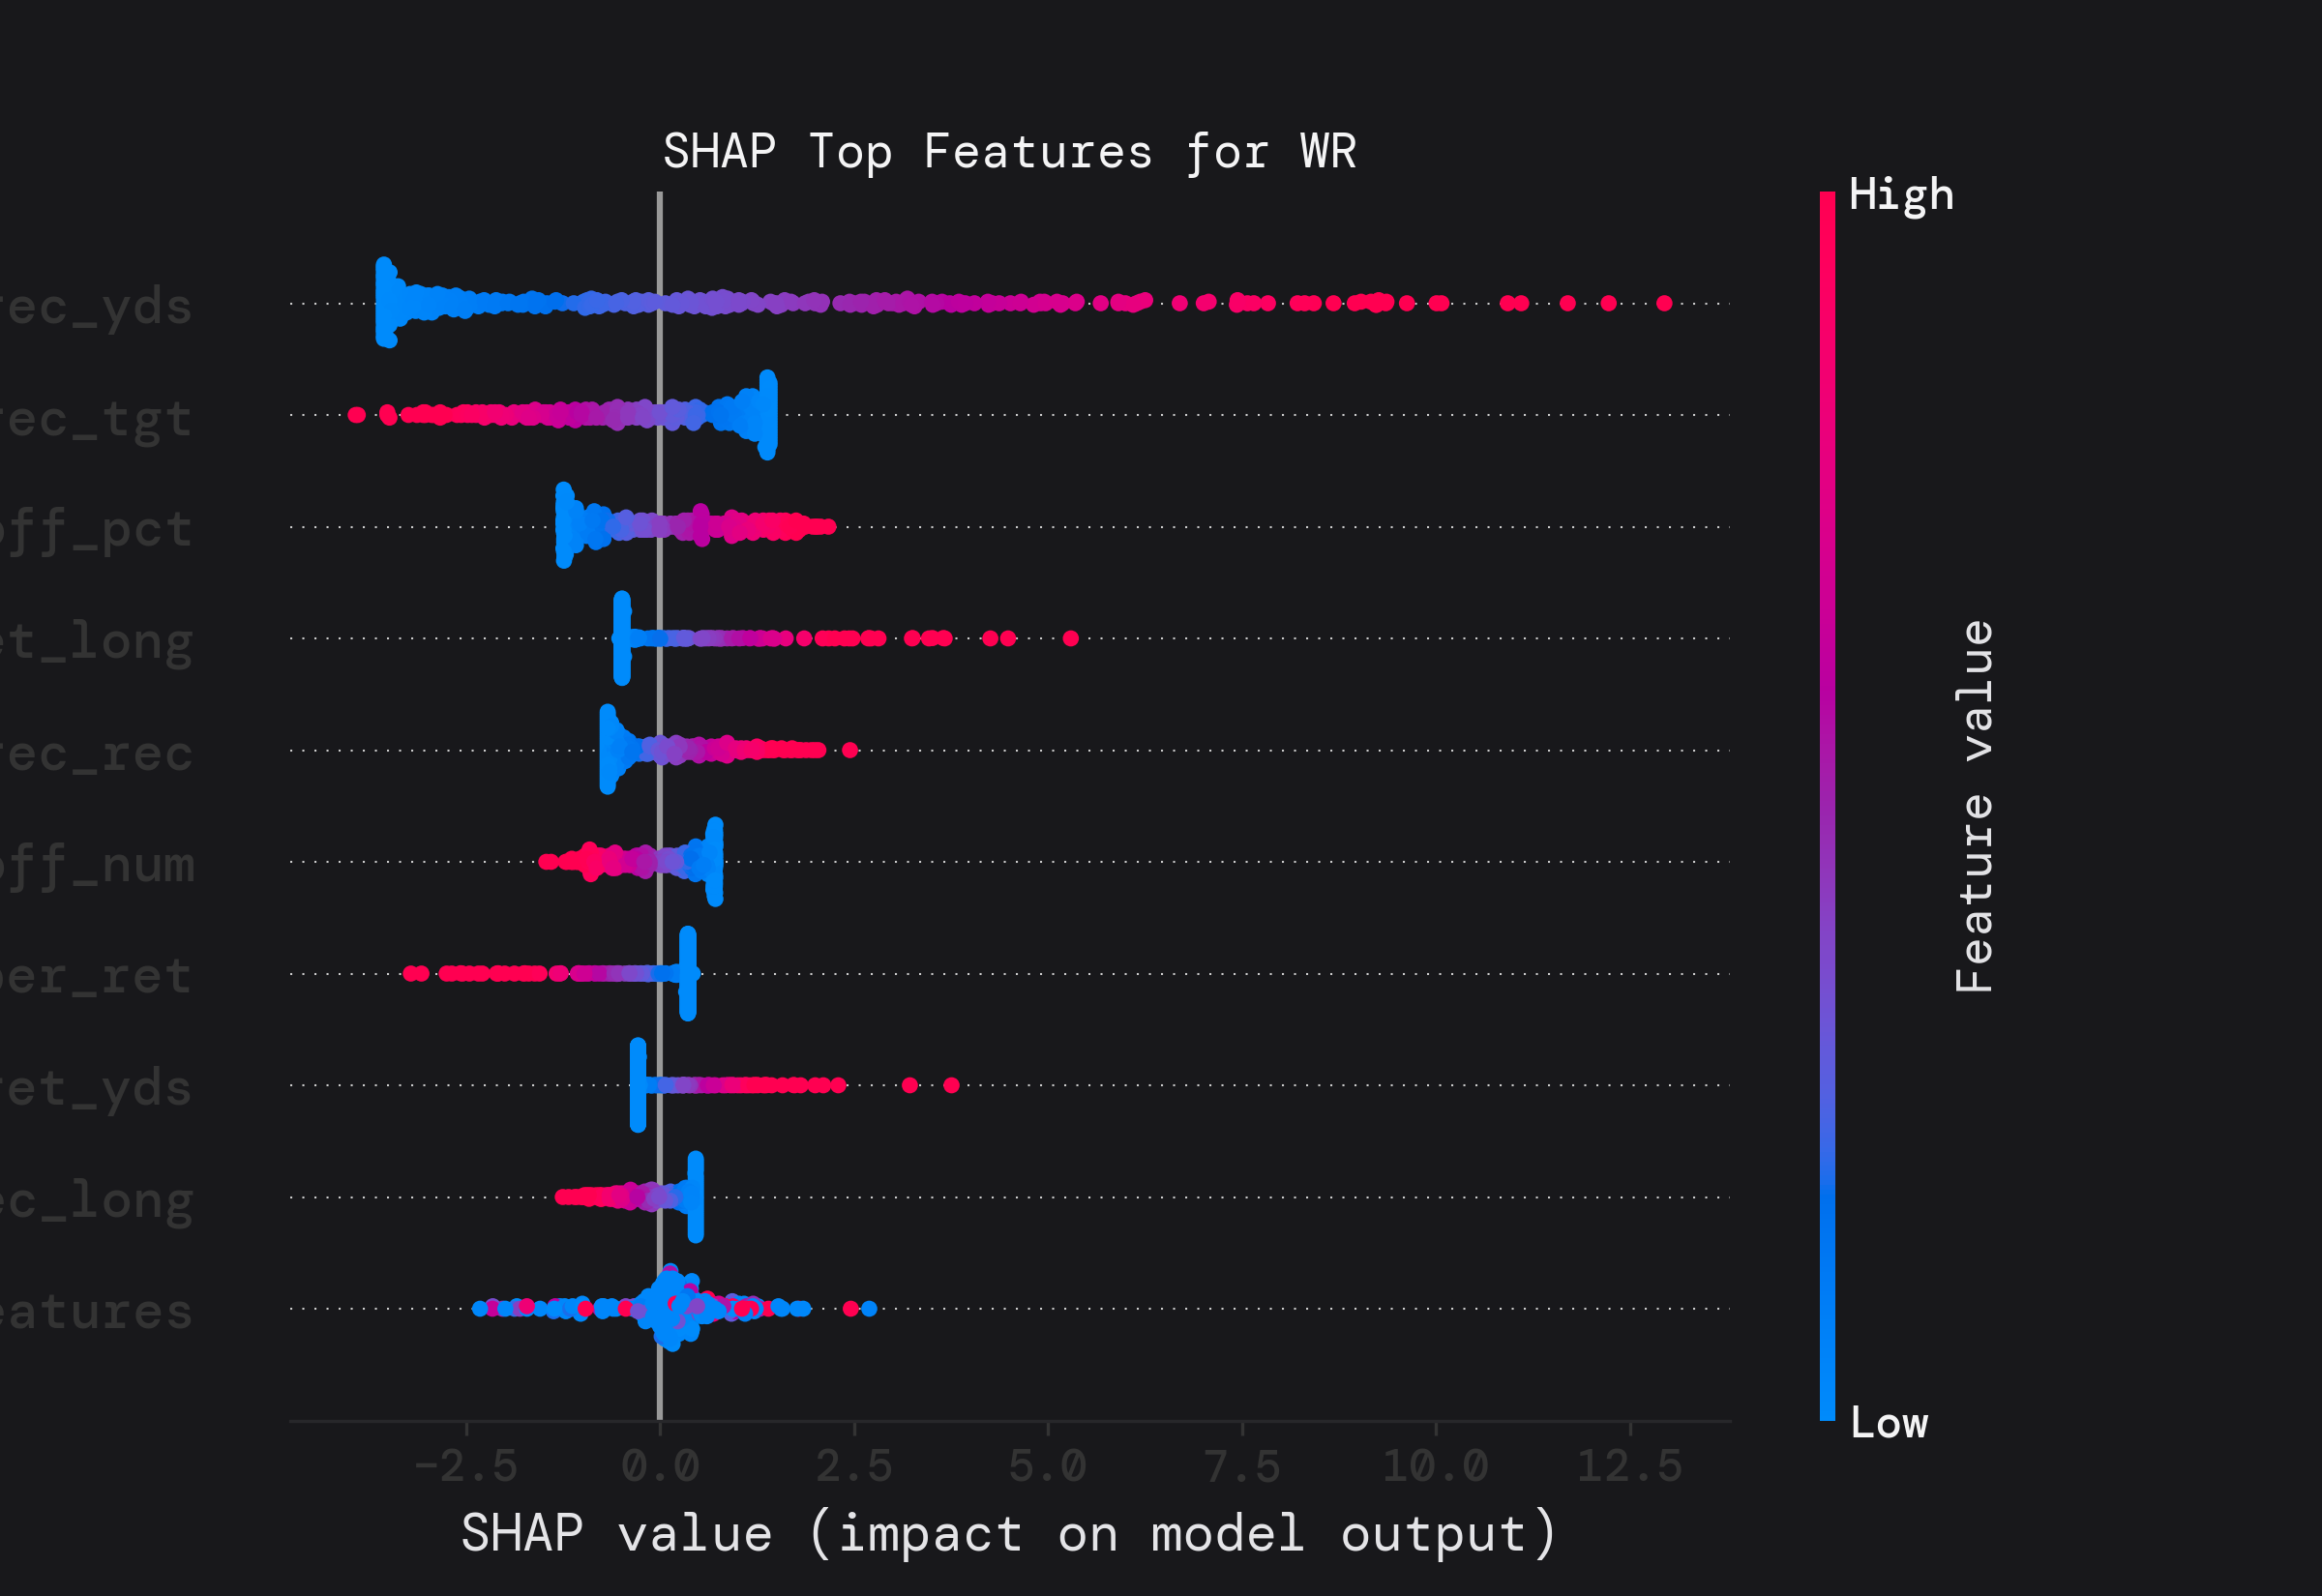 SHAP Top Features for WR
High
ec_yds
ec_tgt
ff_pct
t_long
ec_rec
ff_num
er_ret
et_yds
c_long
atures
Feature value
Low
-2.5 0.0 2.5 5.0 7.5 10.0 12.5
SHAP value (impact on model output)